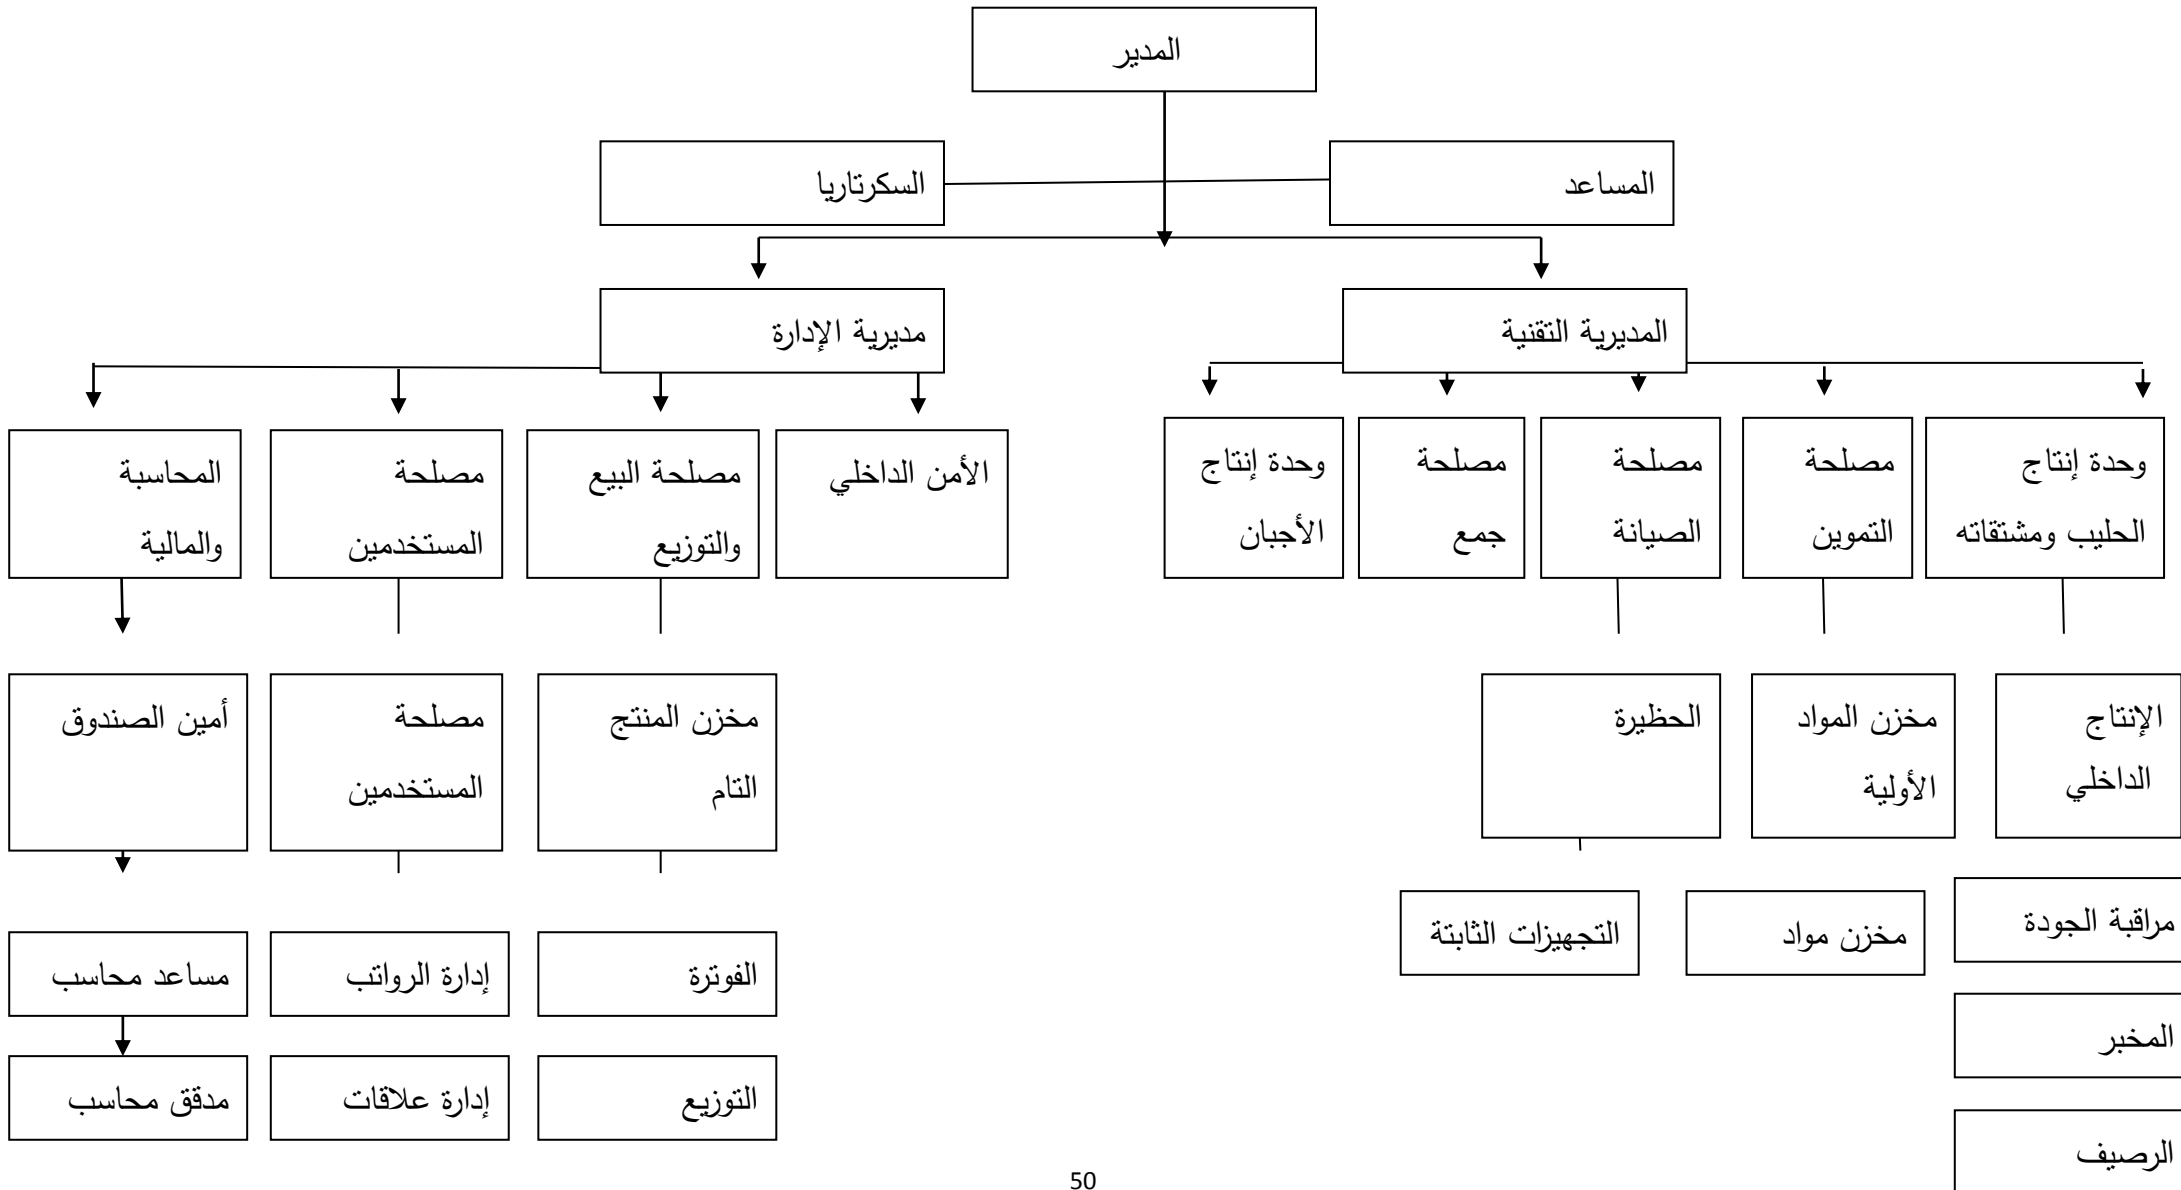 المدير
المساعد
السكرتاريا
المديرية التقنية
مديرية الإدارة
وحدة إنتاج
الحليب ومشتقاته
مصلحة
التموين
مصلحة
الصيانة
مصلحة
جمع
وحدة إنتاج
الأجبان
الأمن الداخلي
مصلحة البيع
والتوزيع
مصلحة
المستخدمين
المحاسبة
والمالية
الإنتاج
الداخلي
مخزن المواد
الأولية
الحظيرة
مخزن المنتج
التام
مصلحة
المستخدمين
أمين الصندوق
مراقبة الجودة
مخزن مواد
التجهيزات الثابتة
الفوترة
إدارة الرواتب
مساعد محاسب
المخبر
التوزيع
إدارة علاقات
مدقق محاسب
الرصيف
50